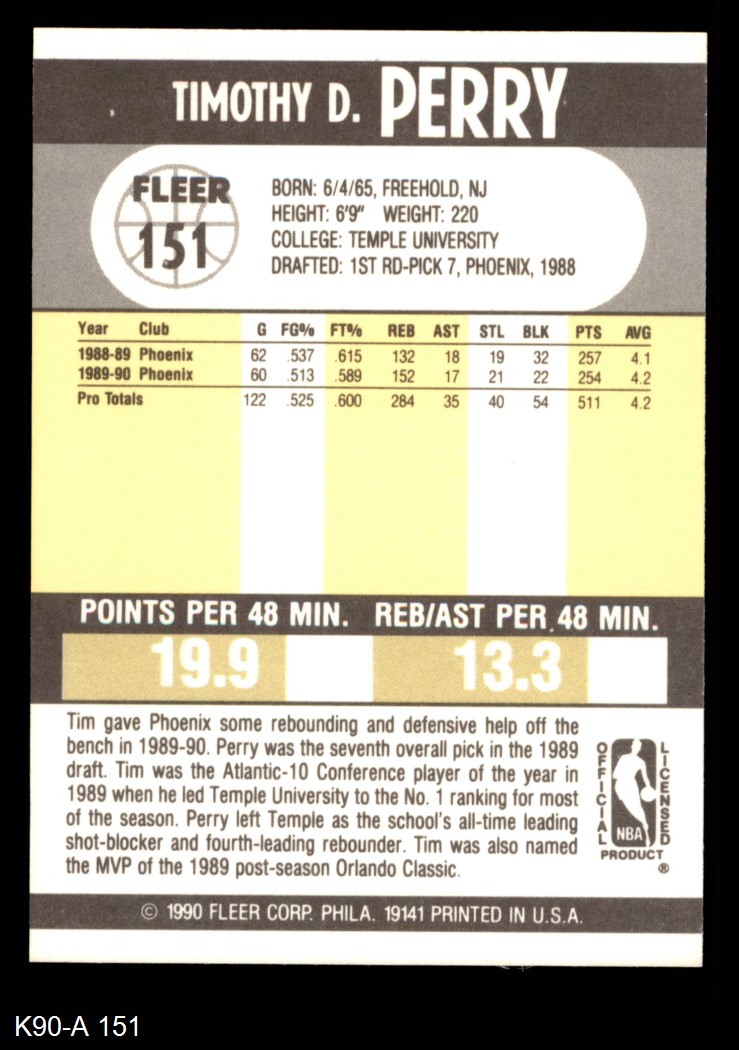 TIMOTHY D. PERRY
FLEER
151
BORN: 6/4/65, FREEHOLD, NJ
HEIGHT: 6'9" WEIGHT: 220
COLLEGE: TEMPLE UNIVERSITY
DRAFTED: 1ST RD-PICK 7, PHOENIX, 1988
Year Club G FG% FT% REB AST STL BLK PTS AVG
1988-89 Phoenix 62 .537 .615 132 18 19 32 257 4.1
1989-90 Phoenix 60 .513 .589 152 17 21 22 254 4.2
Pro Totals 122 .525 .600 284 35 40 54 511 4.2
POINTS PER 48 MIN. REB/AST PER 48 MIN.
19.9 13.3
Tim gave Phoenix some rebounding and defensive help off the
bench in 1989-90. Perry was the seventh overall pick in the 1989
draft. Tim was the Atlantic-10 Conference player of the year in
1989 when he led Temple University to the No. 1 ranking for most
of the season. Perry left Temple as the school's all-time leading
shot-blocker and fourth-leading rebounder. Tim was also named
the MVP of the 1989 post-season Orlando Classic.
OFFICIAL
LICENSED
NBA
PRODUCT
®
© 1990 FLEER CORP. PHILA. 19141 PRINTED IN U.S.A.
K90-A 151